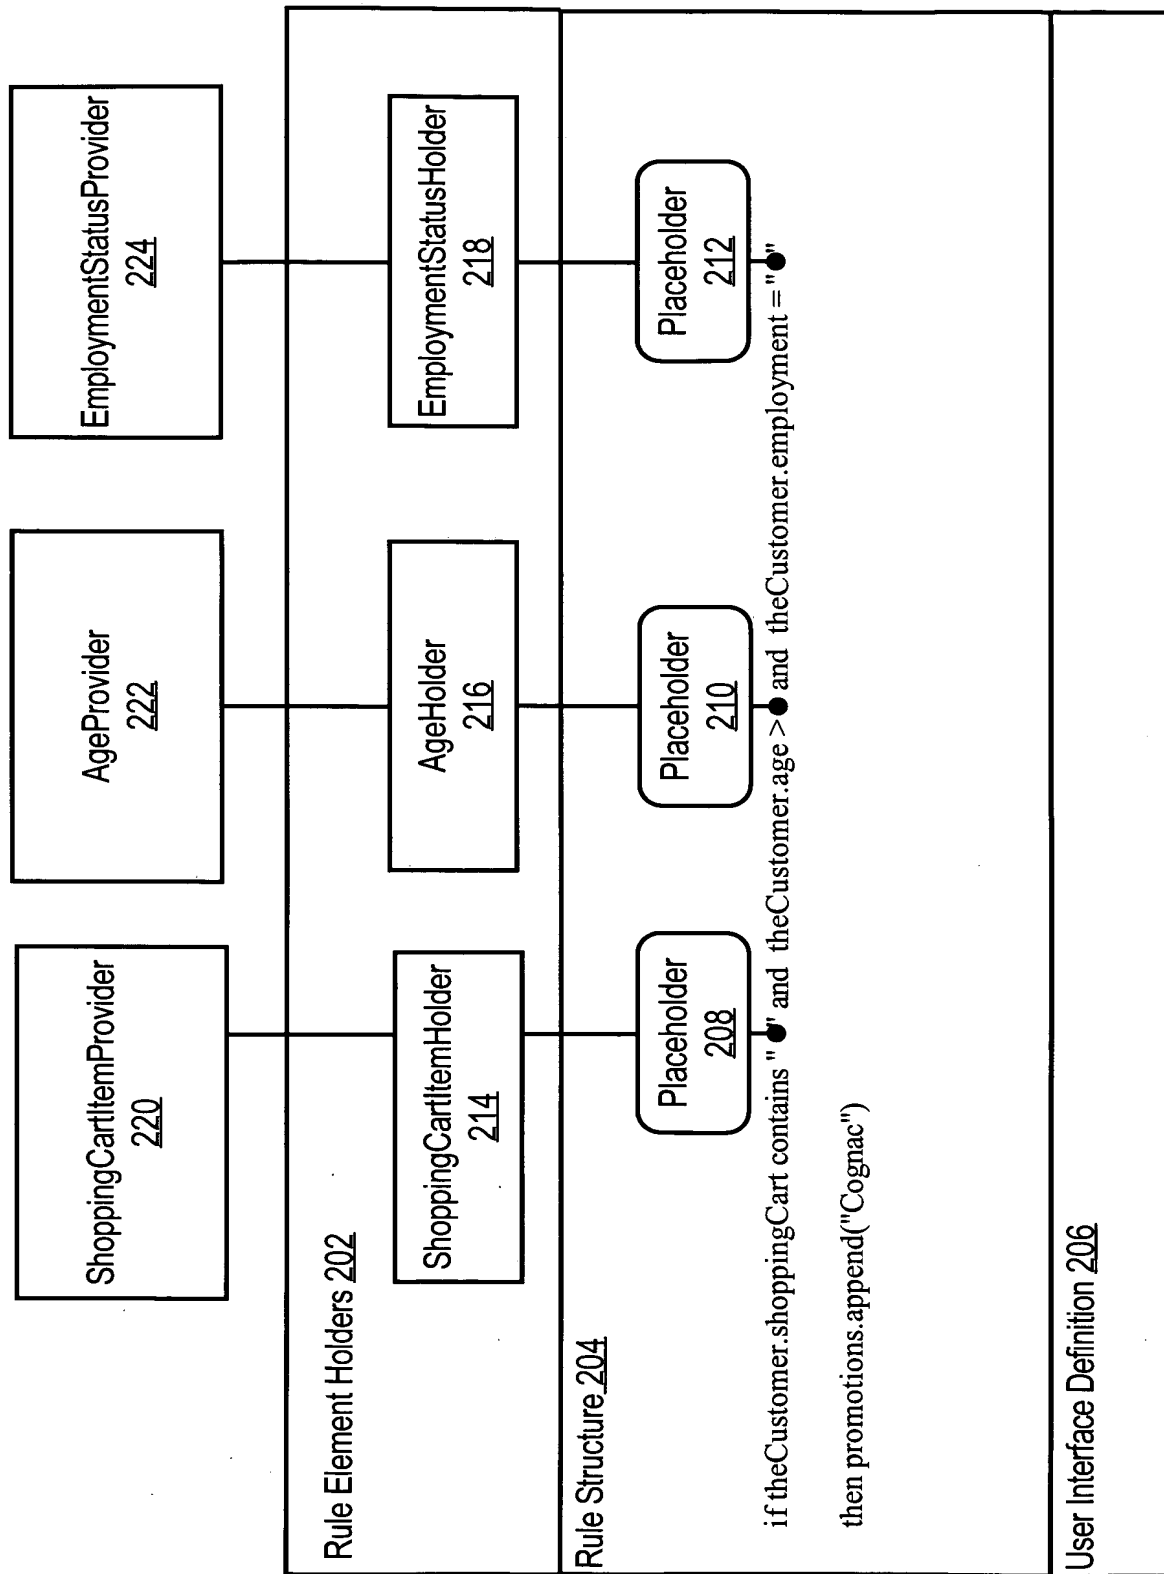 ShoppingCartItemProvider
220
AgeProvider
222
EmploymentStatusProvider
224
Rule Element Holders 202
ShoppingCartItemHolder
214
AgeHolder
216
EmploymentStatusHolder
218
Rule Structure 204
Placeholder
208
Placeholder
210
Placeholder
212
if theCustomer.shoppingCart contains " " and theCustomer.age > and theCustomer.employment = " "
then promotions.append("Cognac")
User Interface Definition 206